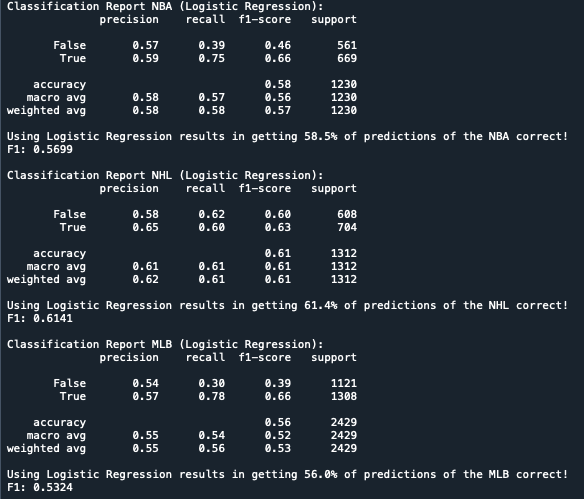 Classification Report NBA (Logistic Regression):
precision recall f1-score support
False 0.57 0.39 0.46 561
True 0.59 0.75 0.66 669
accuracy 0.58 1230
macro avg 0.58 0.57 0.56 1230
weighted avg 0.58 0.58 0.57 1230
Using Logistic Regression results in getting 58.5% of predictions of the NBA correct!
F1: 0.5699
Classification Report NHL (Logistic Regression):
precision recall f1-score support
False 0.58 0.62 0.60 608
True 0.65 0.60 0.63 704
accuracy 0.61 1312
macro avg 0.61 0.61 0.61 1312
weighted avg 0.62 0.61 0.61 1312
Using Logistic Regression results in getting 61.4% of predictions of the NHL correct!
F1: 0.6141
Classification Report MLB (Logistic Regression):
precision recall f1-score support
False 0.54 0.30 0.39 1121
True 0.57 0.78 0.66 1308
accuracy 0.56 2429
macro avg 0.55 0.54 0.52 2429
weighted avg 0.55 0.56 0.53 2429
Using Logistic Regression results in getting 56.0% of predictions of the MLB correct!
F1: 0.5324